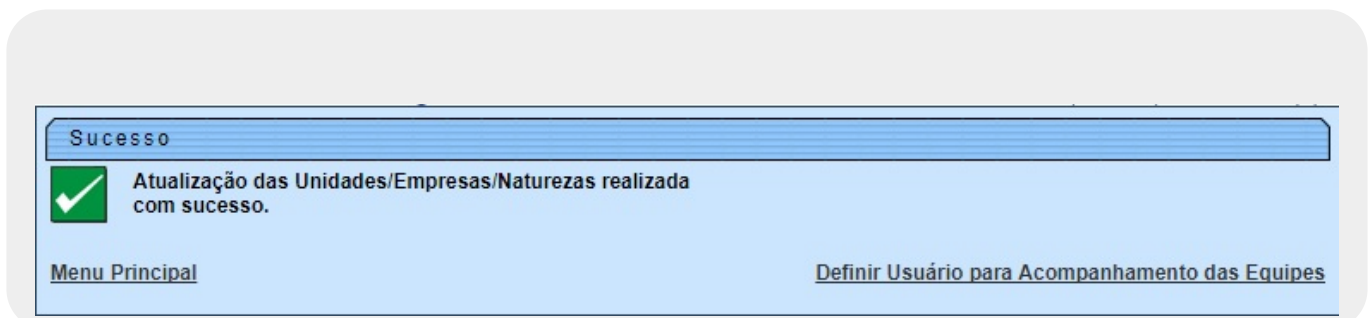 Sucesso
Atualização das Unidades/Empresas/Naturezas realizada
com sucesso.
Menu Principal
Definir Usuário para Acompanhamento das Equipes